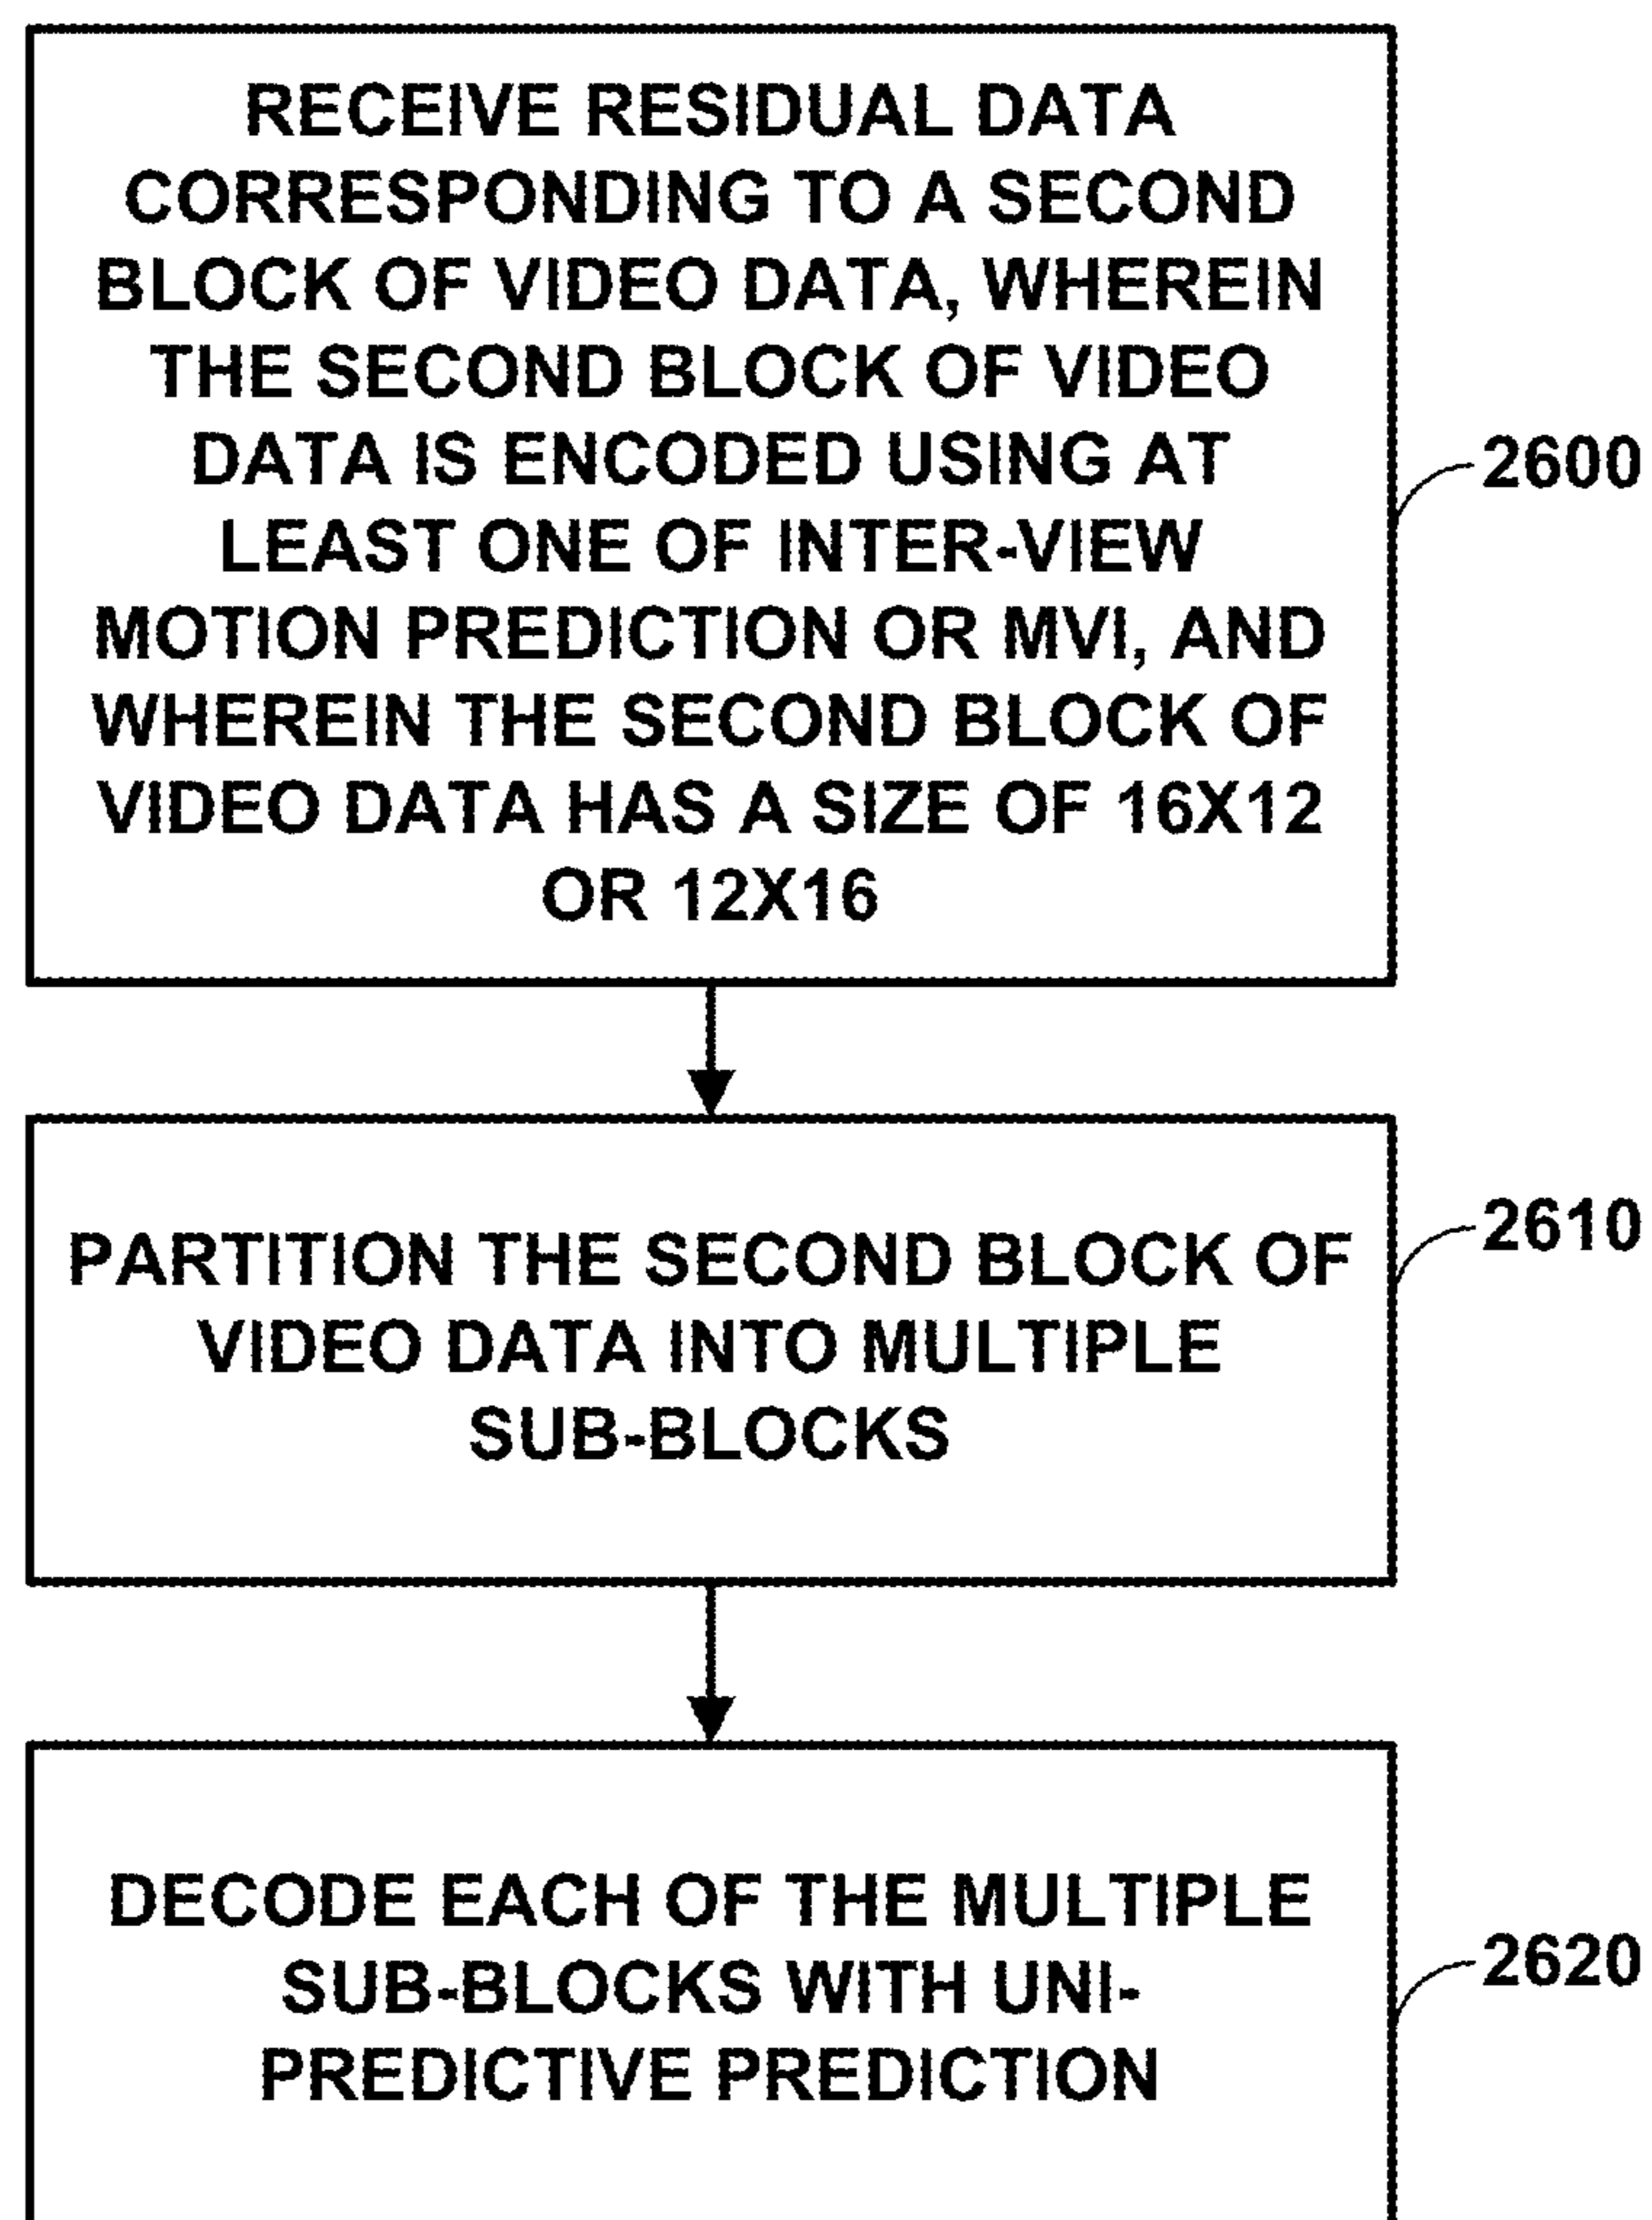 RECEIVE RESIDUAL DATA
CORRESPONDING TO A SECOND
BLOCK OF VIDEO DATA, WHEREIN
THE SECOND BLOCK OF VIDEO
DATA IS ENCODED USING AT
LEAST ONE OF INTER-VIEW
MOTION PREDICTION OR MVI, AND
WHEREIN THE SECOND BLOCK OF
VIDEO DATA HAS A SIZE OF 16X12
OR 12X16
2600
PARTITION THE SECOND BLOCK OF
VIDEO DATA INTO MULTIPLE
SUB-BLOCKS
2610
DECODE EACH OF THE MULTIPLE
SUB-BLOCKS WITH UNI-
PREDICTIVE PREDICTION
2620